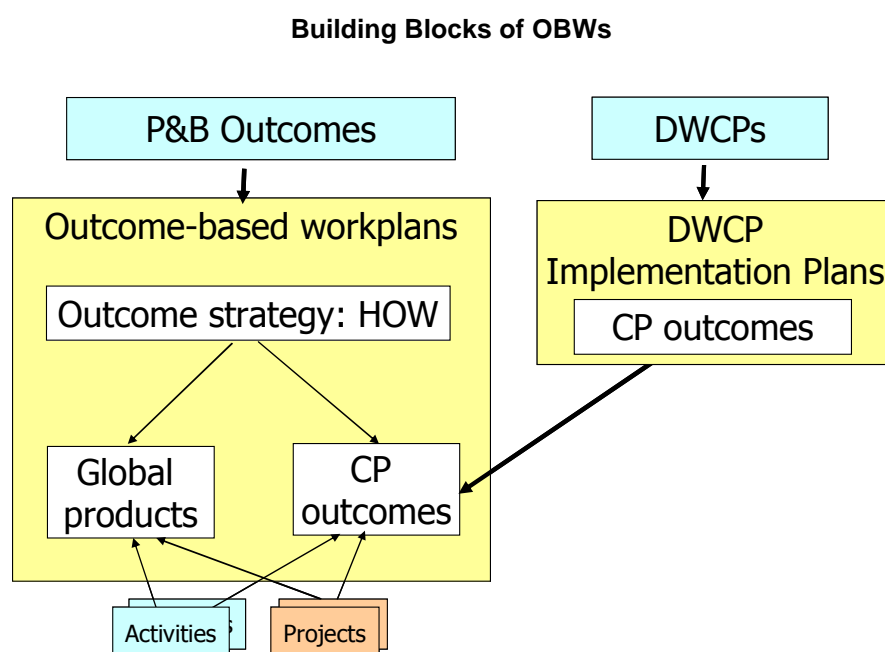 Building Blocks of OBWs
P&B Outcomes
DWCPs
Outcome-based workplans
DWCP
Implementation Plans
Outcome strategy: HOW
CP outcomes
Global
products
CP
outcomes
Activities
Projects